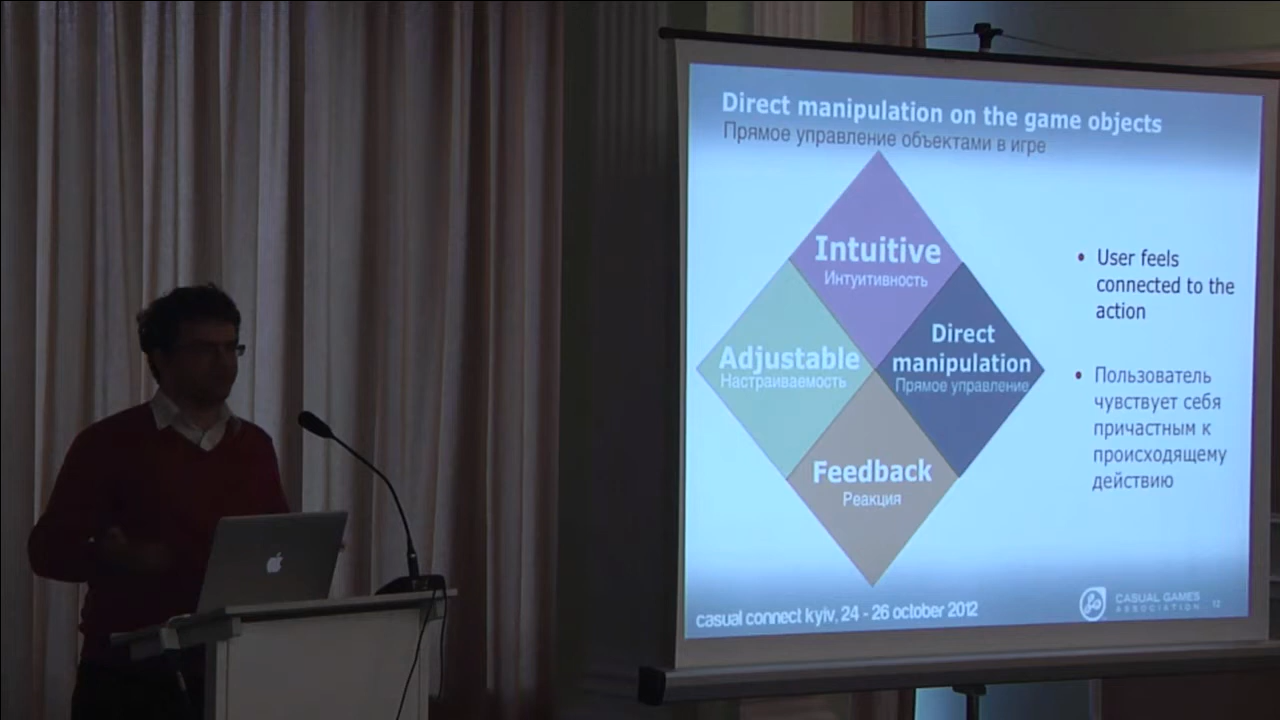 Direct manipulation on the game objects
Прямое управление объектами в игре
Intuitive
Интуитивность
Adjustable
Настраиваемость
Direct
manipulation
Прямое управление
Feedback
Реакция
• User feels
connected to the
action
• Пользователь
чувствует себя
причастным к
происходящему
действию
casual connect kyiv, 24 - 26 october 2012
CASUAL GAMES
ASSOCIATION
12